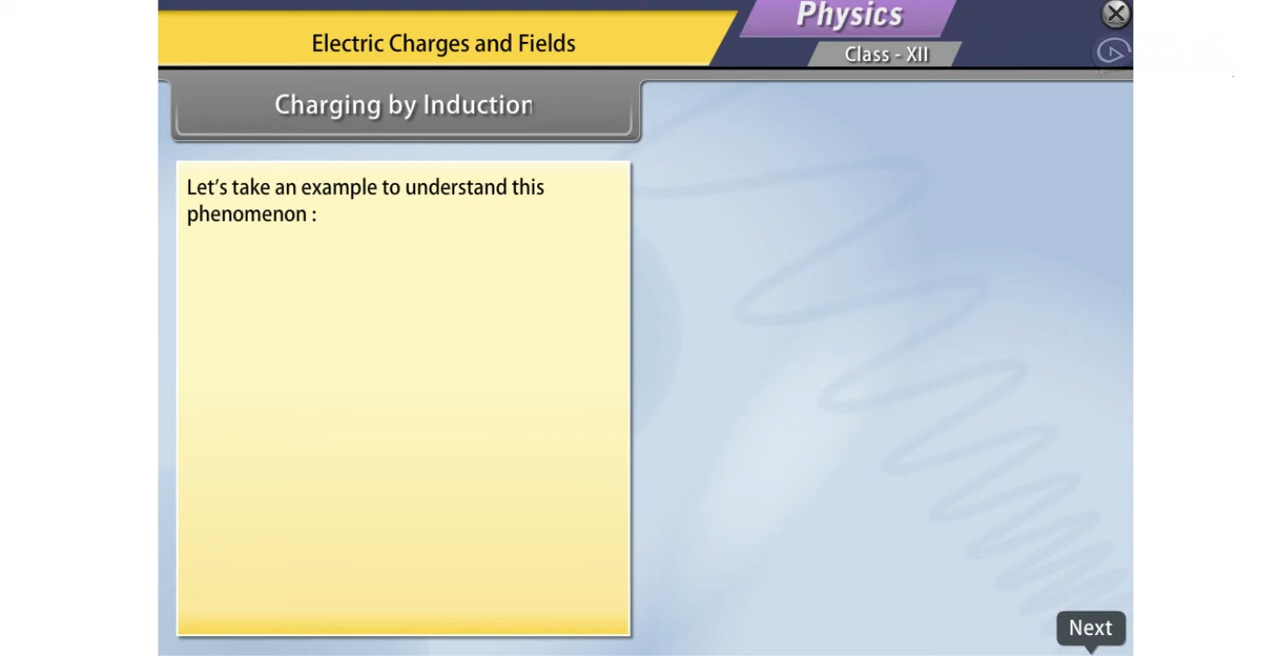 Physics
Electric Charges and Fields
Class - XII
Charging by Induction
Let's take an example to understand this
phenomenon :
Next